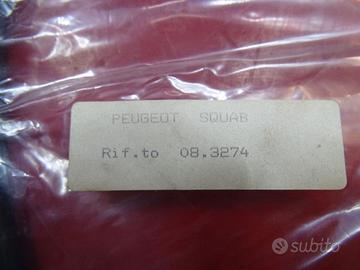 PEUGEOT SQUAB
Rif.to 08.3274
subito